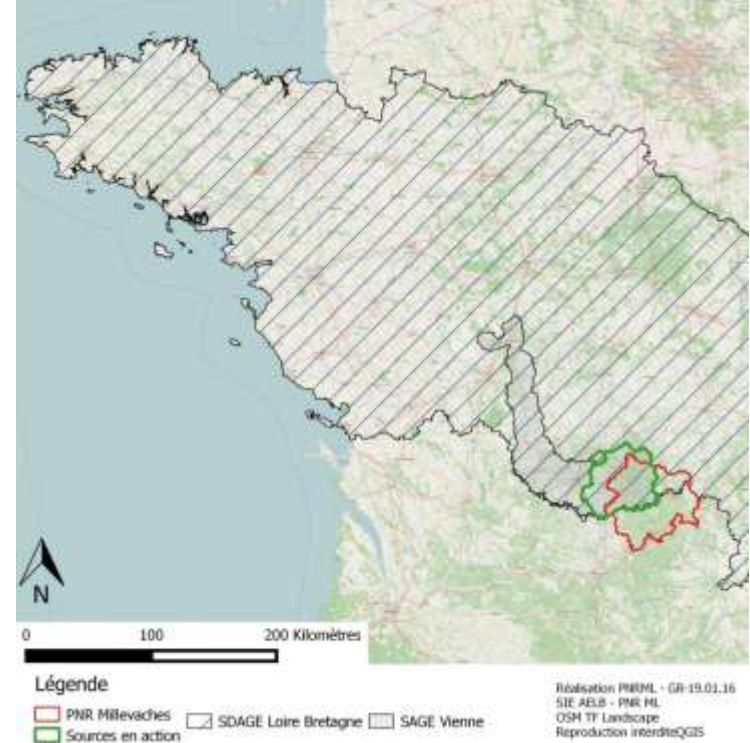 N
0 100 200 Kilomètres
Légende
PNR Millevaches
SDAGE Loire Bretagne
SAGE Vienne
Sources en action
Réalisation PNRML - GR-19.01.16
SIE AELB - PNR ML
OSM TF Landscape
Reproduction interditeQGIS